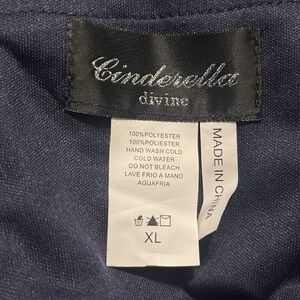 Cinderella
divine
100%POLYESTER
100%POLIESTER
HAND WASH COLD
COLD WATER
DO NOT BLEACH
LAVE FRIO A MANO
AGUAFRIA
XL
MADE IN CHINA